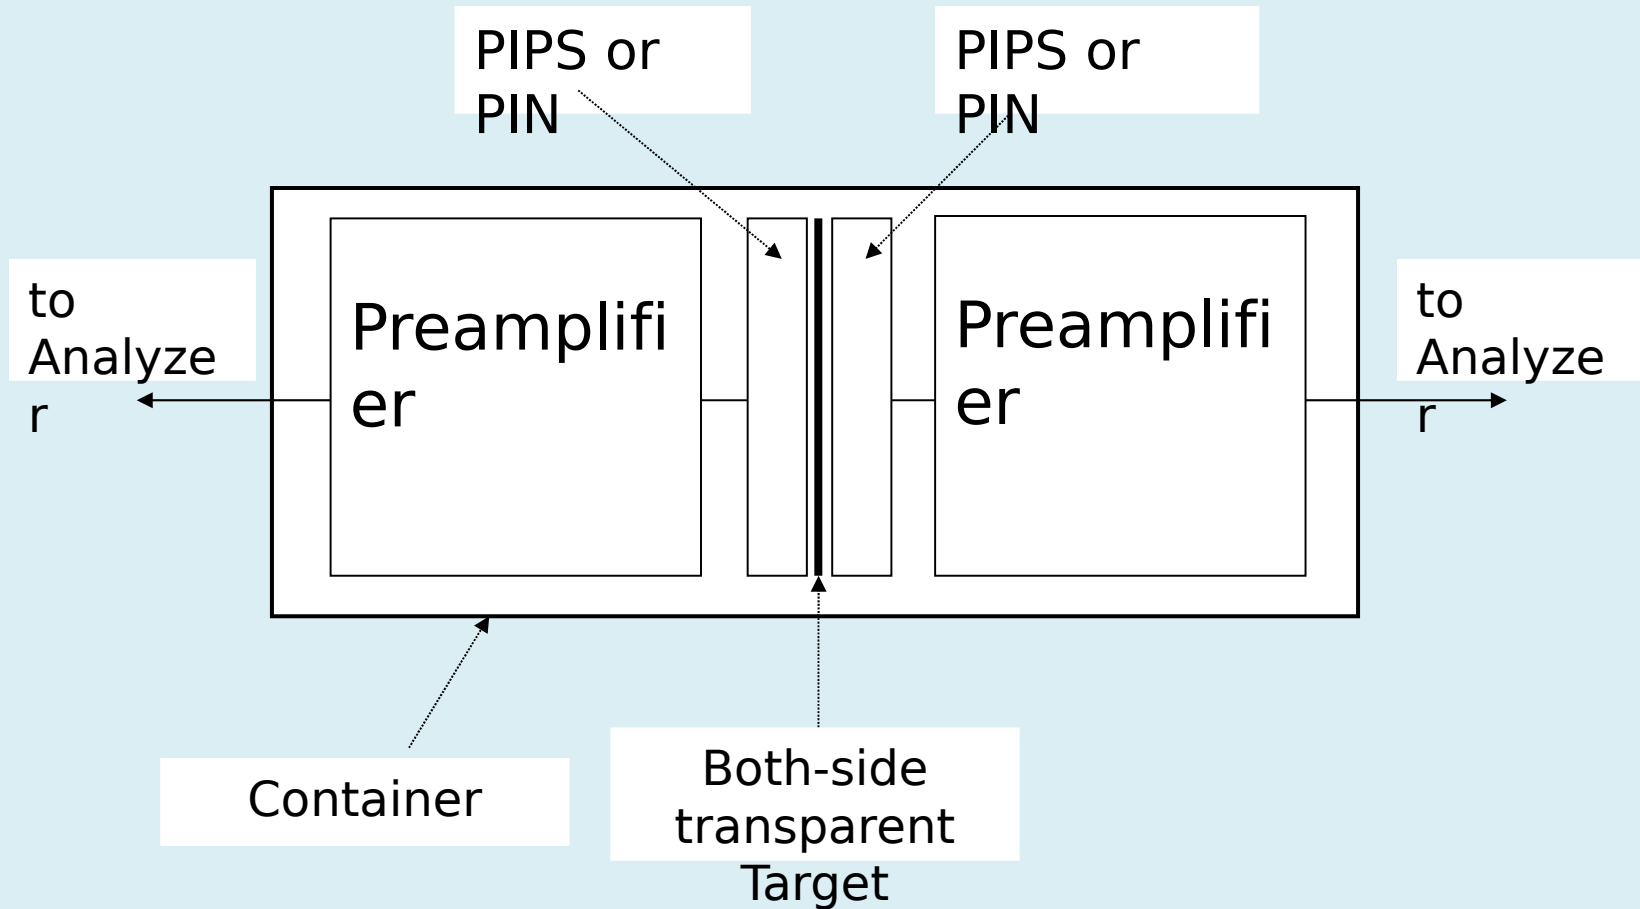 PIPS or
PIN
PIPS or
PIN
to
Analyze
r
Preamplifi
er
Preamplifi
er
to
Analyze
r
Container
Both-side
transparent
Target